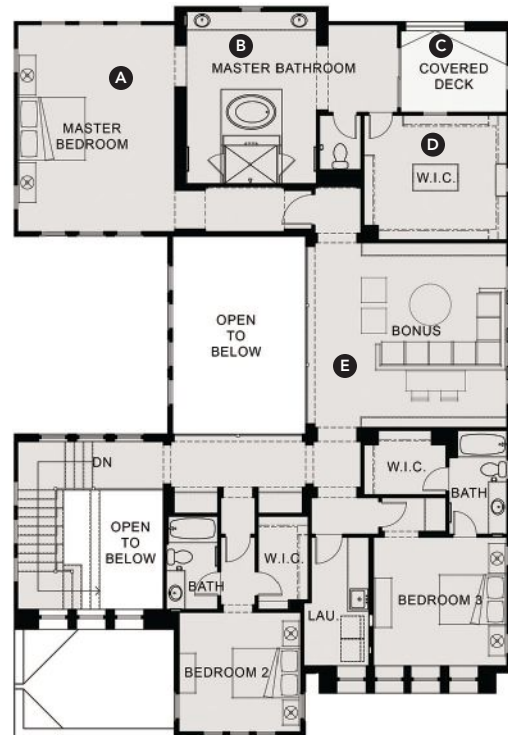 A
MASTER
BEDROOM
B
MASTER BATHROOM
C
COVERED
DECK
D
W.I.C.
OPEN
TO
BELOW
BONUS
E
DN
OPEN
TO
BELOW
W.I.C.
BATH
BATH
W.I.C.
LAU.
BEDROOM 3
BEDROOM 2